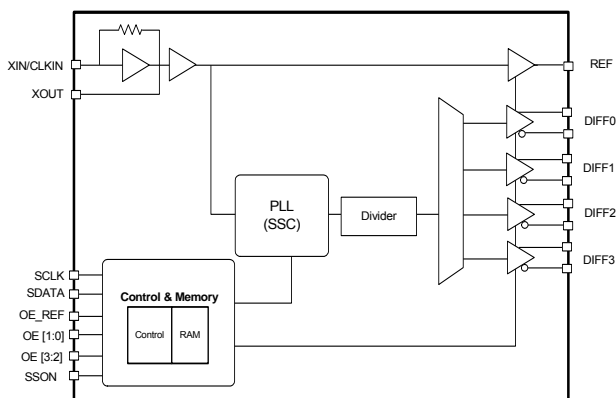 XIN/CLKIN
XOUT
REF
DIFF0
DIFF1
DIFF2
DIFF3
PLL
(SSC)
Divider
SCLK
SDATA
OE_REF
OE [1:0]
OE [3:2]
SSON
Control & Memory
Control
RAM